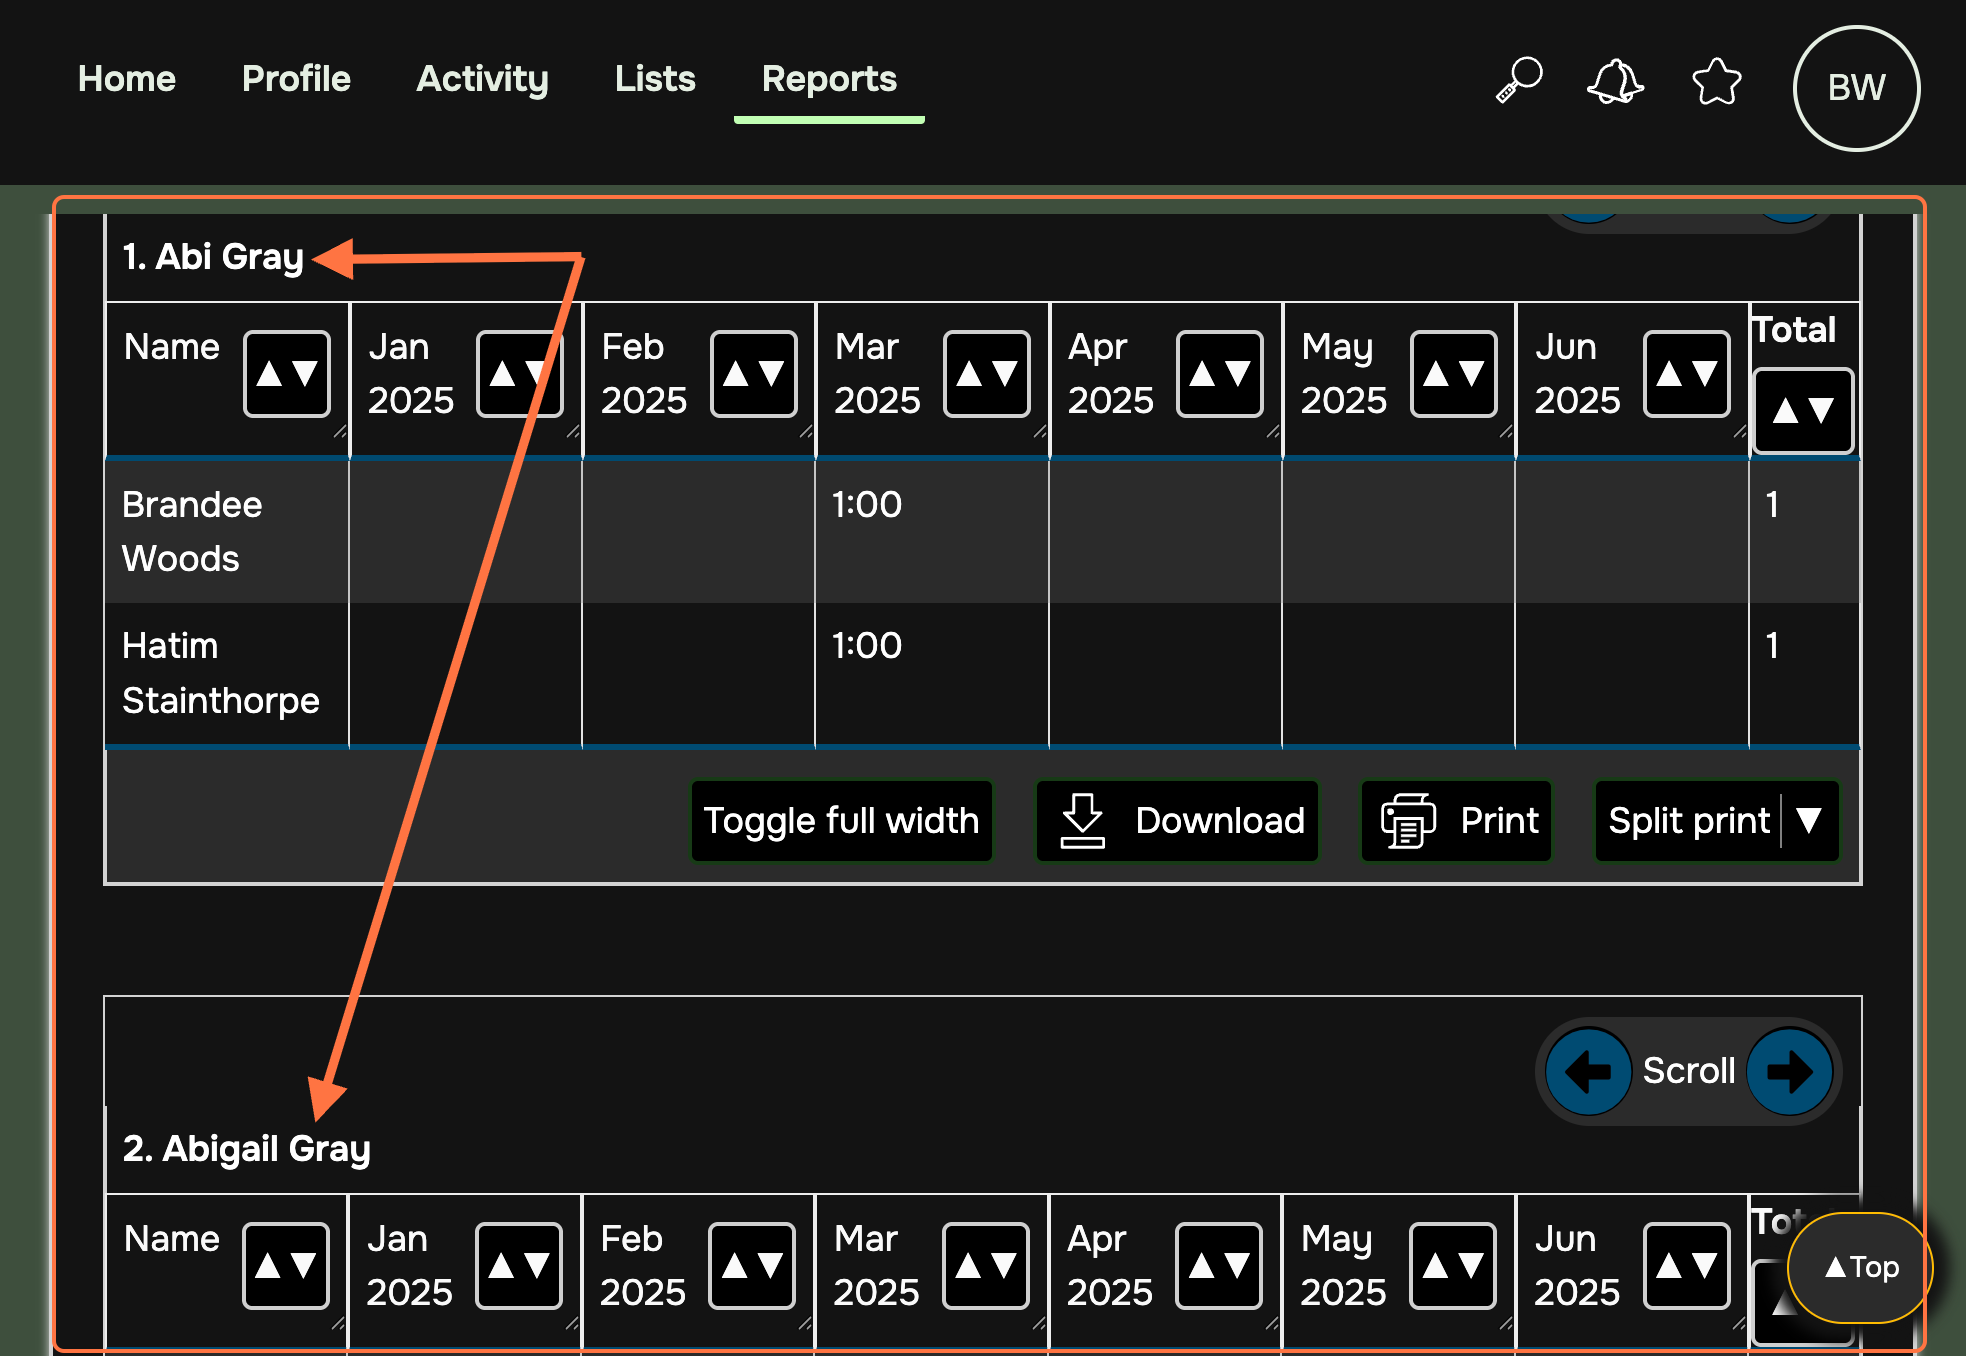 Home Profile Activity Lists Reports BW
1. Abi Gray
Name Jan 2025 Feb 2025 Mar 2025 Apr 2025 May 2025 Jun 2025 Total
Brandee Woods 1:00 1
Hatim Stainthorpe 1:00 1
Toggle full width Download Print Split print
Scroll
2. Abigail Gray
Name Jan 2025 Feb 2025 Mar 2025 Apr 2025 May 2025 Jun 2025
▲Top